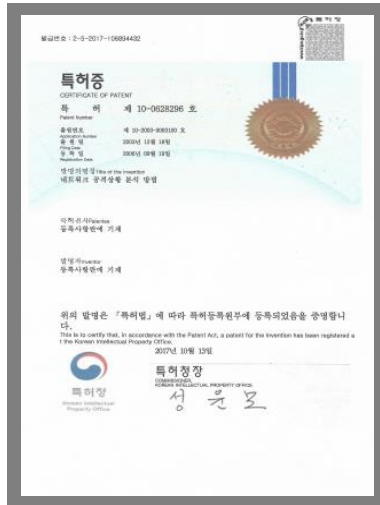 발급번호 : 2-5-2017-106894432
특허청
특허증
CERTIFICATE OF PATENT
특 허 제 10-0628296 호
Patent Number
출원번호 제 10-2003-0093100 호
Application Number
출 원 일 2003년 12월 18일
Filing Date
등 록 일 2006년 09월 19일
Registration Date
발명의명칭 Title of the Invention
네트워크 공격상황 분석 방법
특허권자 Patentee
등록사항란에 기재
발명자 Inventor
등록사항란에 기재
위의 발명은 「특허법」에 따라 특허등록원부에 등록되었음을 증명합니
다.
This is to certify that, in accordance with the Patent Act, a patent for the invention has been registered a
t the Korean Intellectual Property Office.
2017년 10월 13일
특허청장
COMMISSIONER,
KOREAN INTELLECTUAL PROPERTY OFFICE
성윤모
특허청
Korean Intellectual
Property Office